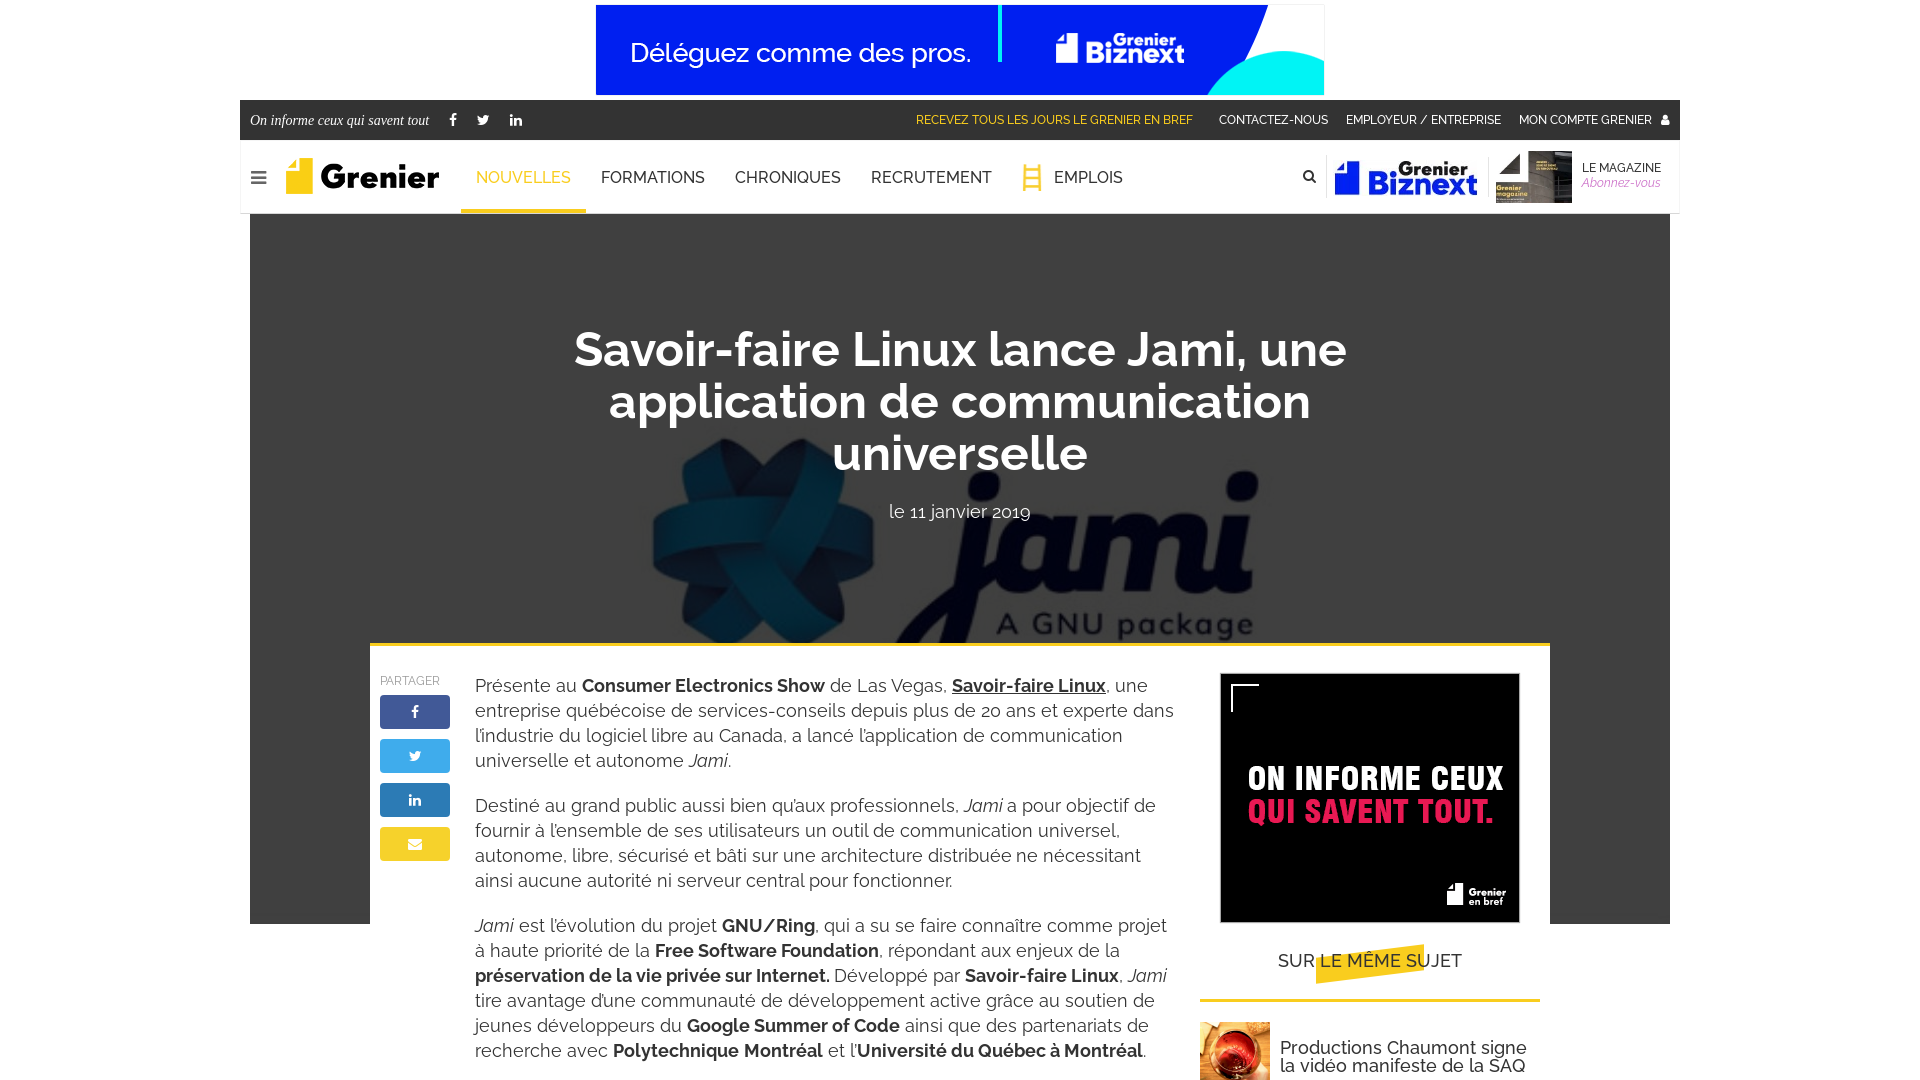 Déléguez comme des pros.
Grenier
Biznext
On informe ceux qui savent tout
RECEVEZ TOUS LES JOURS LE GRENIER EN BREF
CONTACTEZ-NOUS
EMPLOYEUR / ENTREPRISE
MON COMPTE GRENIER
Grenier
NOUVELLES
FORMATIONS
CHRONIQUES
RECRUTEMENT
EMPLOIS
Grenier
Biznext
Grenier
magazine
LE MAGAZINE
Abonnez-vous
Savoir-faire Linux lance Jami, une
application de communication
universelle
le 11 janvier 2019
jami
A GNU package
PARTAGER
Présente au Consumer Electronics Show de Las Vegas, Savoir-faire Linux, une
entreprise québécoise de services-conseils depuis plus de 20 ans et experte dans
l’industrie du logiciel libre au Canada, a lancé l’application de communication
universelle et autonome Jami.
Destiné au grand public aussi bien qu’aux professionnels, Jami a pour objectif de
fournir à l’ensemble de ses utilisateurs un outil de communication universel,
autonome, libre, sécurisé et bâti sur une architecture distribuée ne nécessitant
ainsi aucune autorité ni serveur central pour fonctionner.
Jami est l’évolution du projet GNU/Ring, qui a su se faire connaître comme projet
à haute priorité de la Free Software Foundation, répondant aux enjeux de la
préservation de la vie privée sur Internet. Développé par Savoir-faire Linux, Jami
tire avantage d’une communauté de développement active grâce au soutien de
jeunes développeurs du Google Summer of Code ainsi que des partenariats de
recherche avec Polytechnique Montréal et l’Université du Québec à Montréal.
ON INFORME CEUX
QUI SAVENT TOUT.
Grenier
en bref
SUR LE MÊME SUJET
Productions Chaumont signe
la vidéo manifeste de la SAQ